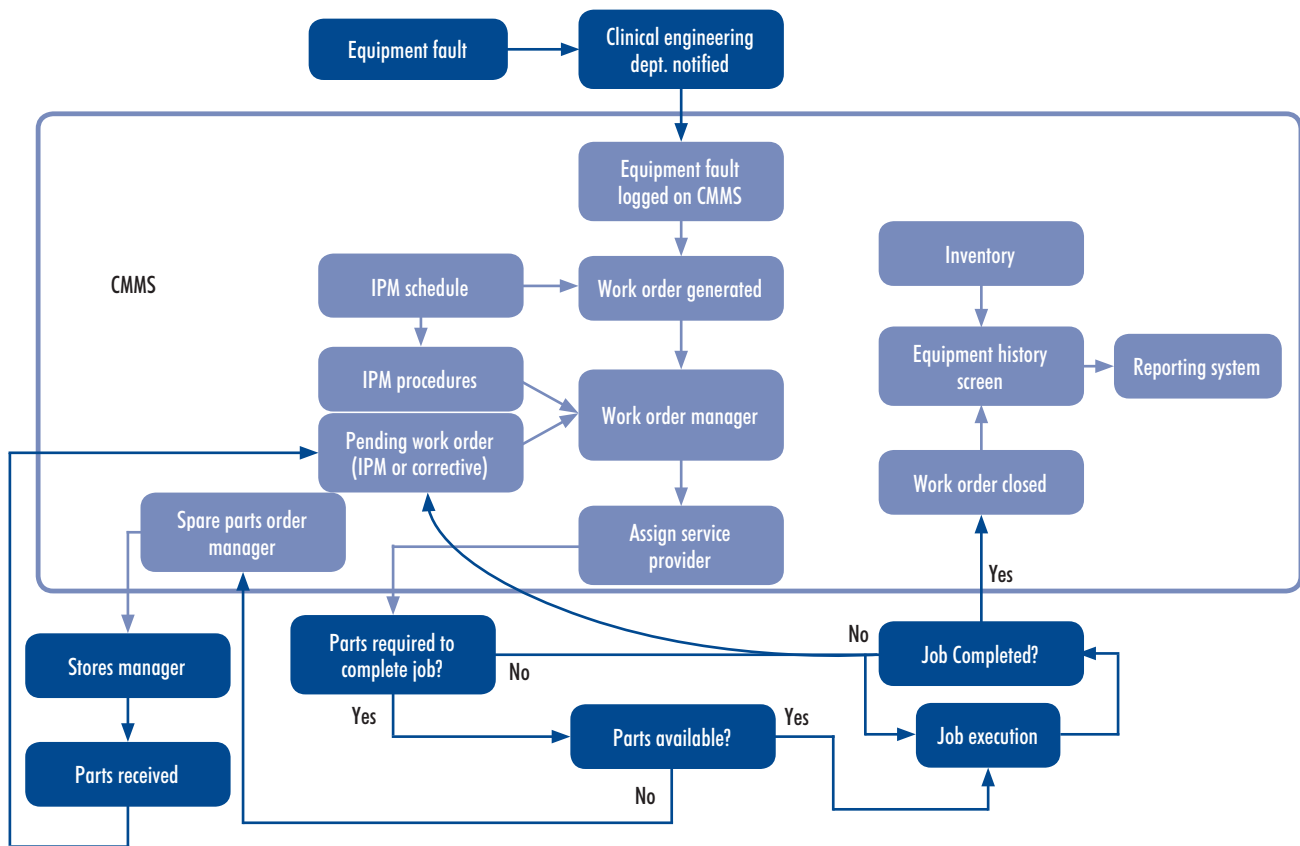 Equipment fault
Clinical engineering
dept. notified
CMMS
Equipment fault
logged on CMMS
IPM schedule
Work order generated
Inventory
IPM procedures
Work order manager
Equipment history
screen
Reporting system
Pending work order
(IPM or corrective)
Work order closed
Spare parts order
manager
Assign service
provider
Yes
Parts required to
complete job?
No
No
Job Completed?
Stores manager
Yes
Parts available?
Yes
Job execution
Parts received
No